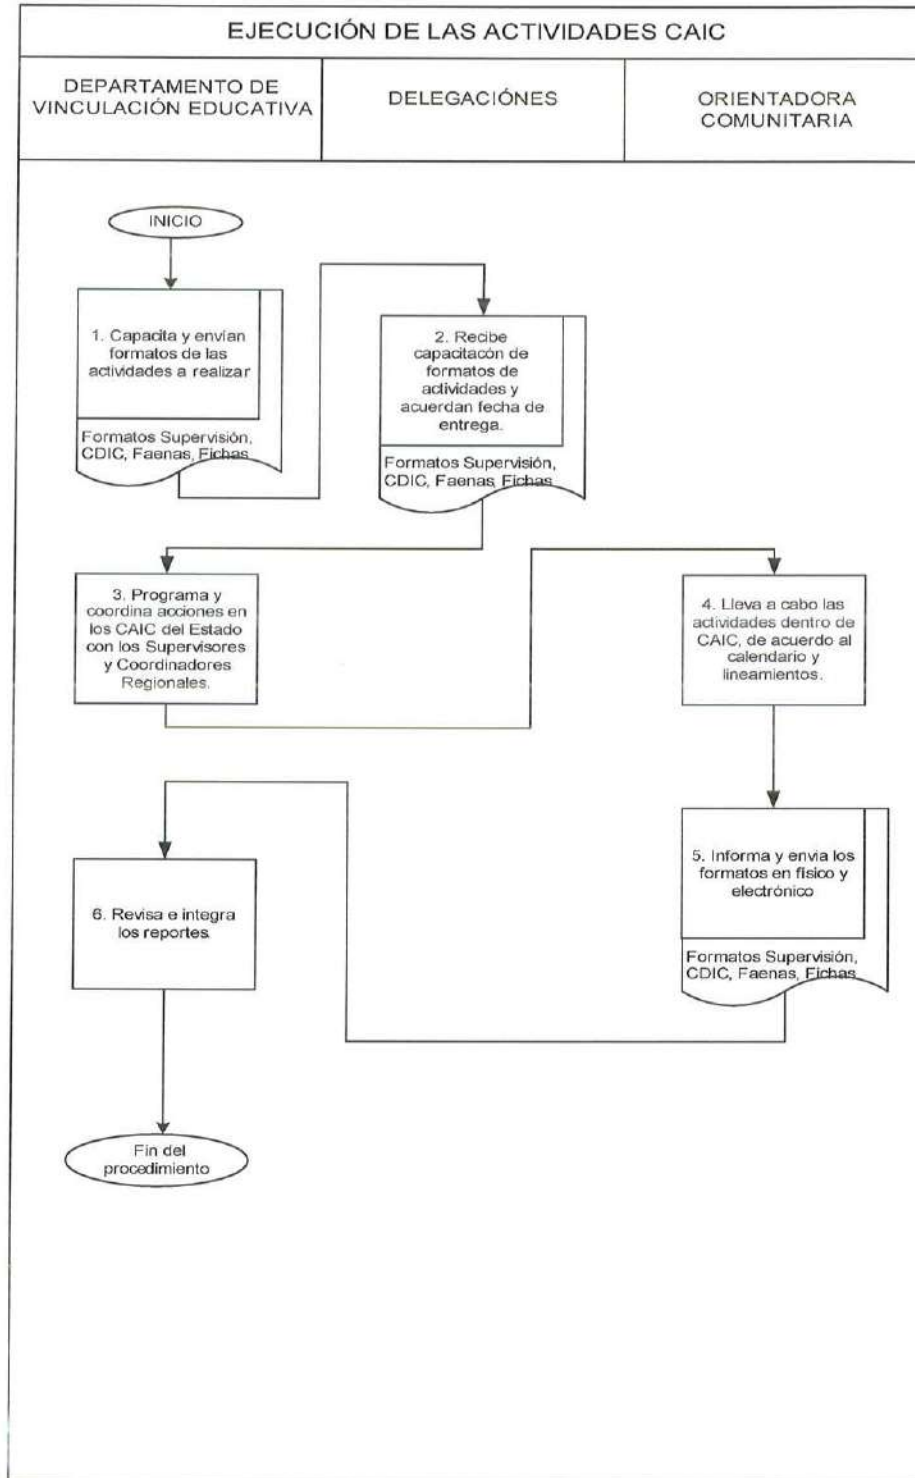 EJECUCIÓN DE LAS ACTIVIDADES CAIC
DEPARTAMENTO DE
VINCULACIÓN EDUCATIVA
DELEGACIÓNES
ORIENTADORA
COMUNITARIA
INICIO
1. Capacita y envían
formatos de las
actividades a realizar
Formatos Supervisión,
CDIC, Faenas, Fichas
2. Recibe
capacitacón de
formatos de
actividades y
acuerdan fecha de
entrega.
Formatos Supervisión,
CDIC, Faenas Fichas
3. Programa y
coordina acciones en
los CAIC del Estado
con los Supervisores
y Coordinadores
Regionales.
4. Lleva a cabo las
actividades dentro de
CAIC, de acuerdo al
calendario y
lineamientos.
5. Informa y envia los
formatos en físico y
electrónico
Formatos Supervisión,
CDIC, Faenas, Fichas
6. Revisa e integra
los reportes.
Fin del
procedimiento